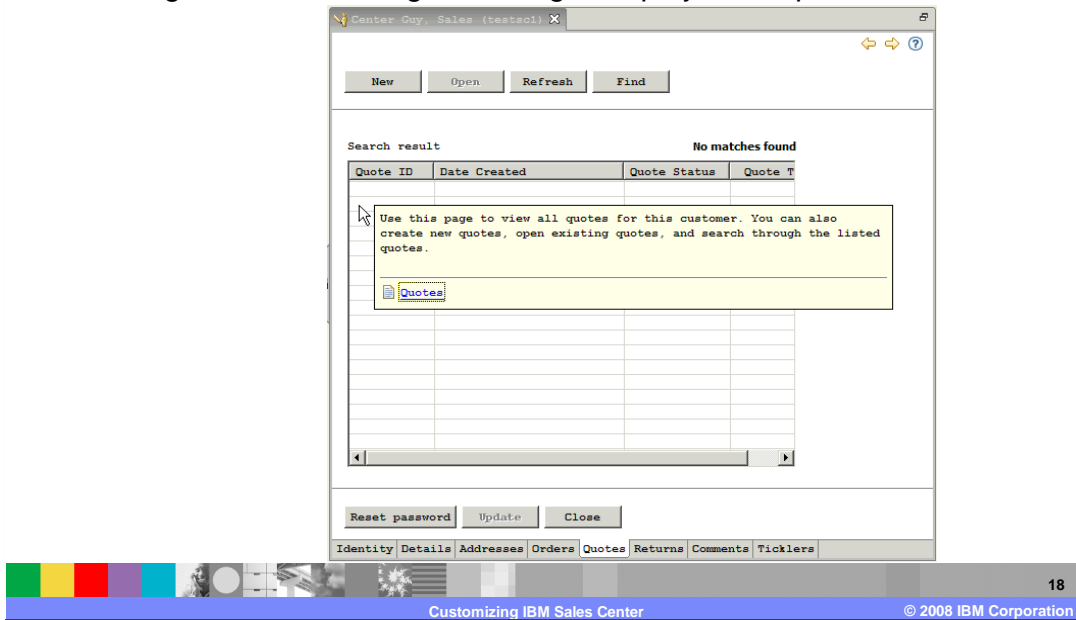 Center Guy, Sales (testsc1)
New Open Refresh Find
Search result No matches found
Quote ID Date Created Quote Status Quote T
Use this page to view all quotes for this customer. You can also
create new quotes, open existing quotes, and search through the listed
quotes.
Quotes
Reset password Update Close
Identity Details Addresses Orders Quotes Returns Comments Ticklers
18
Customizing IBM Sales Center © 2008 IBM Corporation